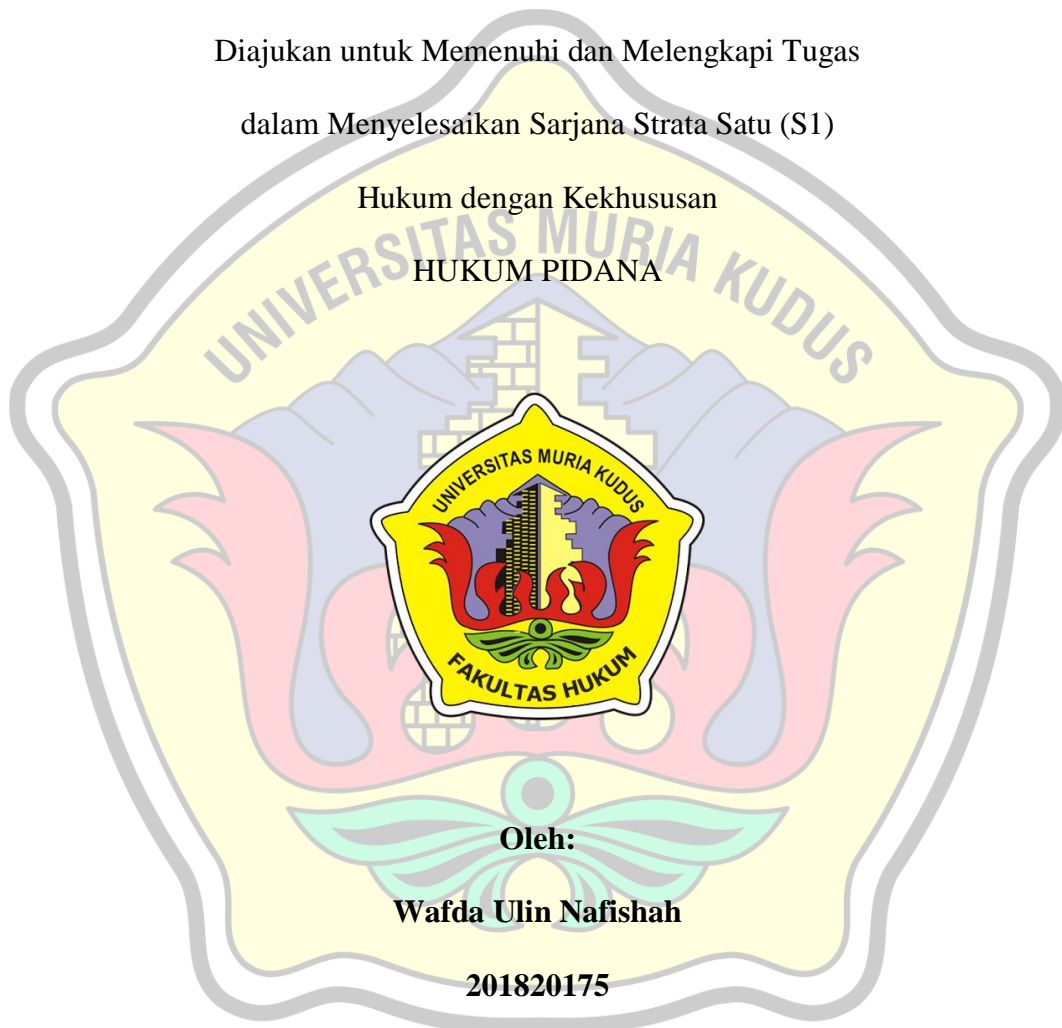 Diajukan untuk Memenuhi dan Melengkapi Tugas
dalam Menyelesaikan Sarjana Strata Satu (S1)
Hukum dengan Kekhususan
UNIVERSITAS MURIA KUDUS
HUKUM PIDANA
UNIVERSITAS MURIA KUDUS
FAKULTAS HUKUM
Oleh:
Wafda Ulin Nafishah
201820175